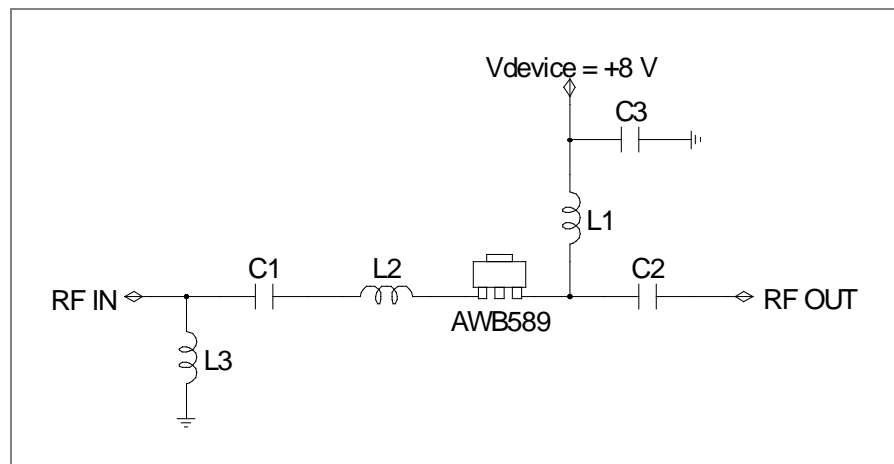 Vdevice = +8 V
C3
L1
C1
L2
C2
RF IN
RF OUT
AWB589
L3